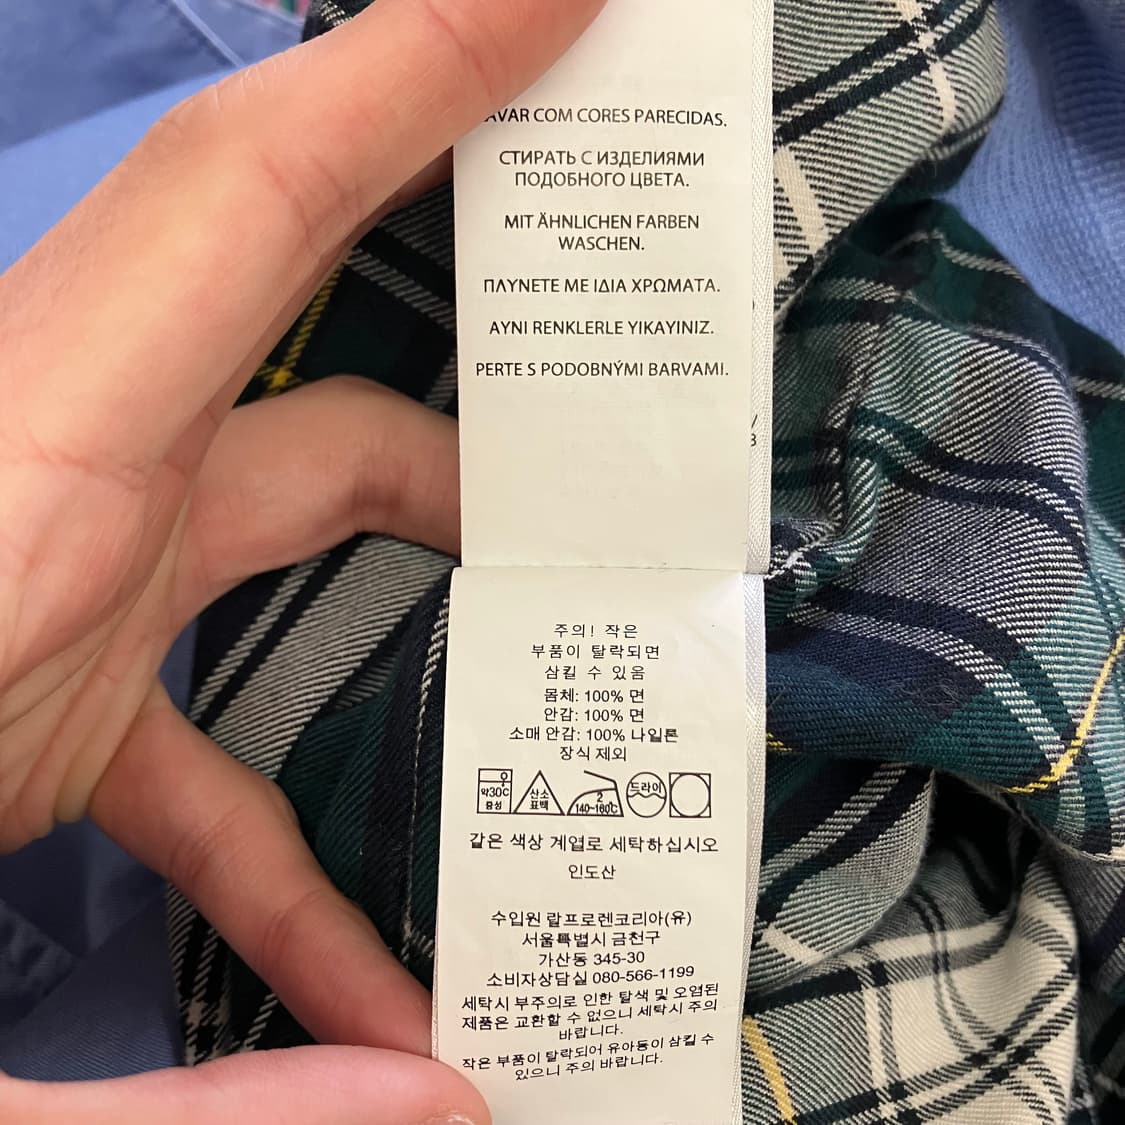 AVAR COM CORES PARECIDAS.
СТИРАТЬ С ИЗДЕЛИЯМИ
ПОДОБНОГО ЦВЕТА.
MIT ÄHNLICHEN FARBEN
WASCHEN.
ΠΛΥΝΕΤΕ ΜΕ ΙΔΙΑ ΧΡΩΜΑΤΑ.
AYNI RENKLERLE YIKAYINIZ.
PERTE S PODOBNÝMI BARVAMI.
주의! 작은
부품이 탈락되면
삼킬 수 있음
몸체: 100% 면
안감: 100% 면
소매 안감: 100% 나일론
장식 제외
약30℃
중성
산소
표백
2
140~160℃
드라이
같은 색상 계열로 세탁하십시오
인도산
수입원 랄프로렌코리아(유)
서울특별시 금천구
가산동 345-30
소비자상담실 080-566-1199
세탁시 부주의로 인한 탈색 및 오염된
제품은 교환할 수 없으니 세탁시 주의
바랍니다.
작은 부품이 탈락되어 유아등이 삼킬 수
있으니 주의 바랍니다.